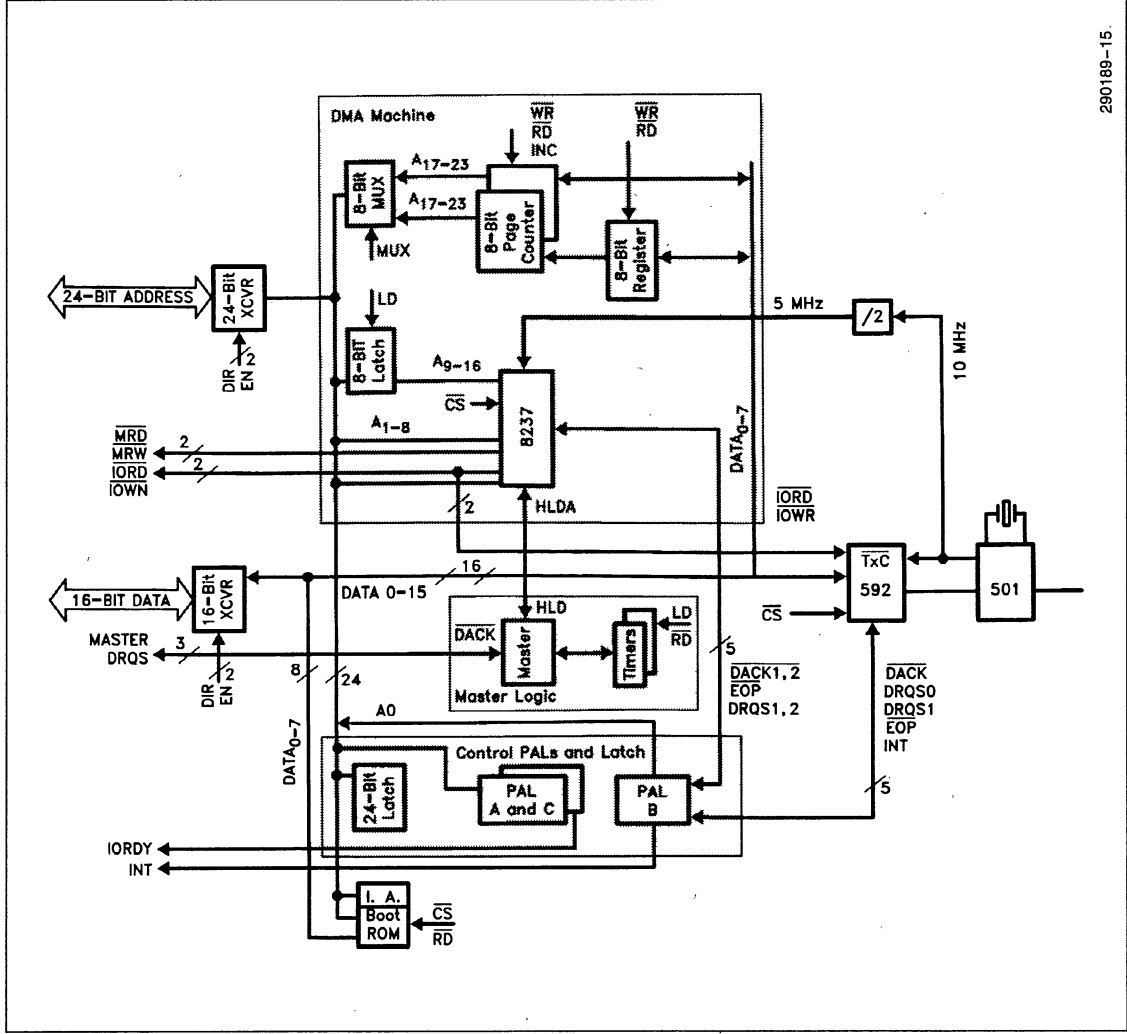 290189-15
DMA Machine
WR
RD
INC
WR
RD
A17-23
8-Bit
MUX
A17-23
8-Bit
Page
Counter
8-Bit
Register
MUX
24-BIT ADDRESS
24-Bit
XCVR
LD
5 MHz
/2
8-BIT
Latch
A9-16
10 MHz
DIR
EN
2
CS
8237
A1-8
DATA0-7
MRD
MRW
2
IORD
IOWN
2
2
HLDA
IORD
IOWR
TxC
592
501
16-BIT DATA
16-Bit
XCVR
16
DATA 0-15
HLD
CS
MASTER
DRQS
3
DACK
Master
Timers
LD
RD
5
DIR
EN
2
8
24
Master Logic
DACK1,2
EOP
DRQS1,2
DACK
DRQS0
DRQS1
EOP
INT
A0
DATA0-7
Control PALs and Latch
24-Bit
Latch
PAL
A and C
PAL
B
5
IORDY
INT
I. A.
Boot
ROM
CS
RD